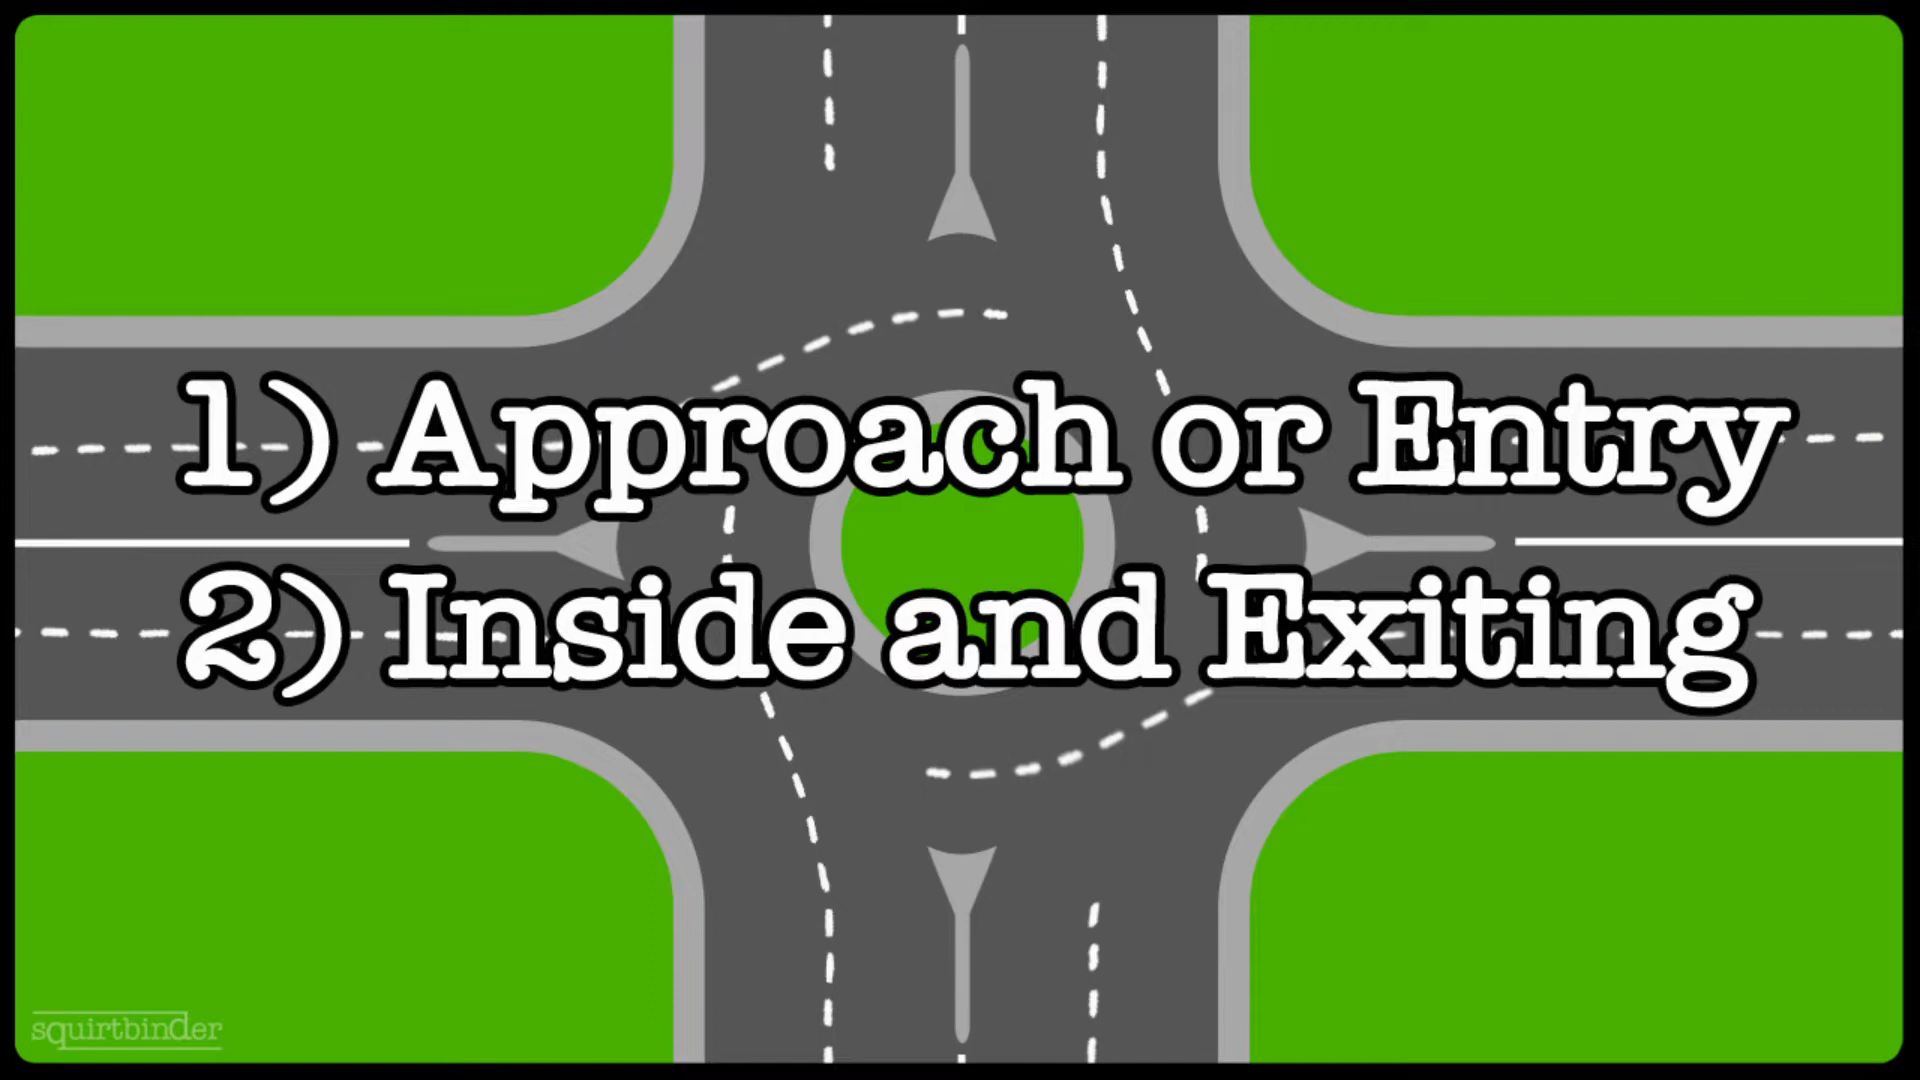 1) Approach or Entry
2) Inside and Exiting
squirtbinder